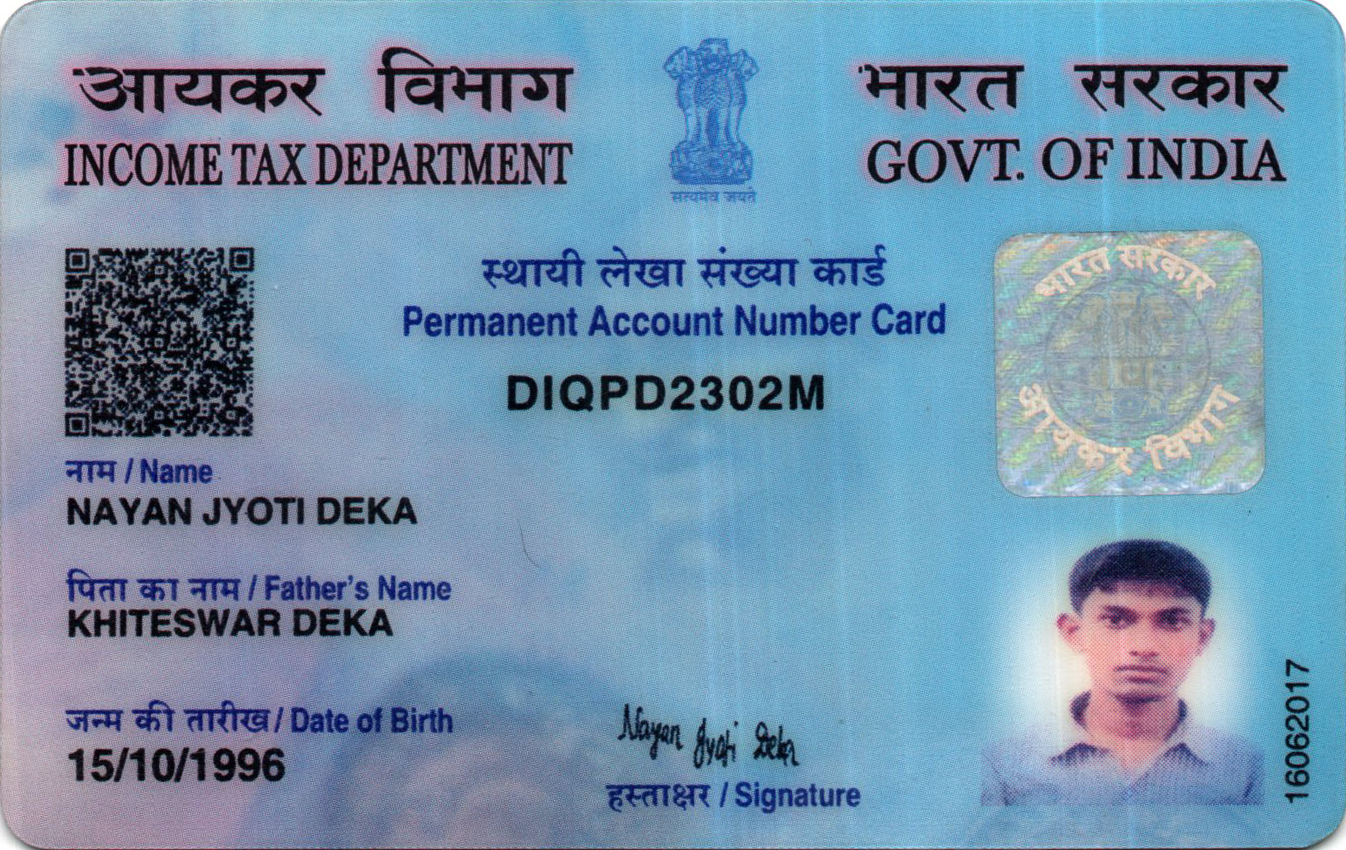 आयकर विभाग
INCOME TAX DEPARTMENT
सत्यमेव जयते
भारत सरकार
GOVT. OF INDIA
स्थायी लेखा संख्या कार्ड
Permanent Account Number Card
DIQPD2302M
भारत सरकार
आयकर विभाग
नाम / Name
NAYAN JYOTI DEKA
पिता का नाम / Father's Name
KHITESWAR DEKA
जन्म की तारीख / Date of Birth
15/10/1996
Nayan Jyoti Deka
हस्ताक्षर / Signature
16062017